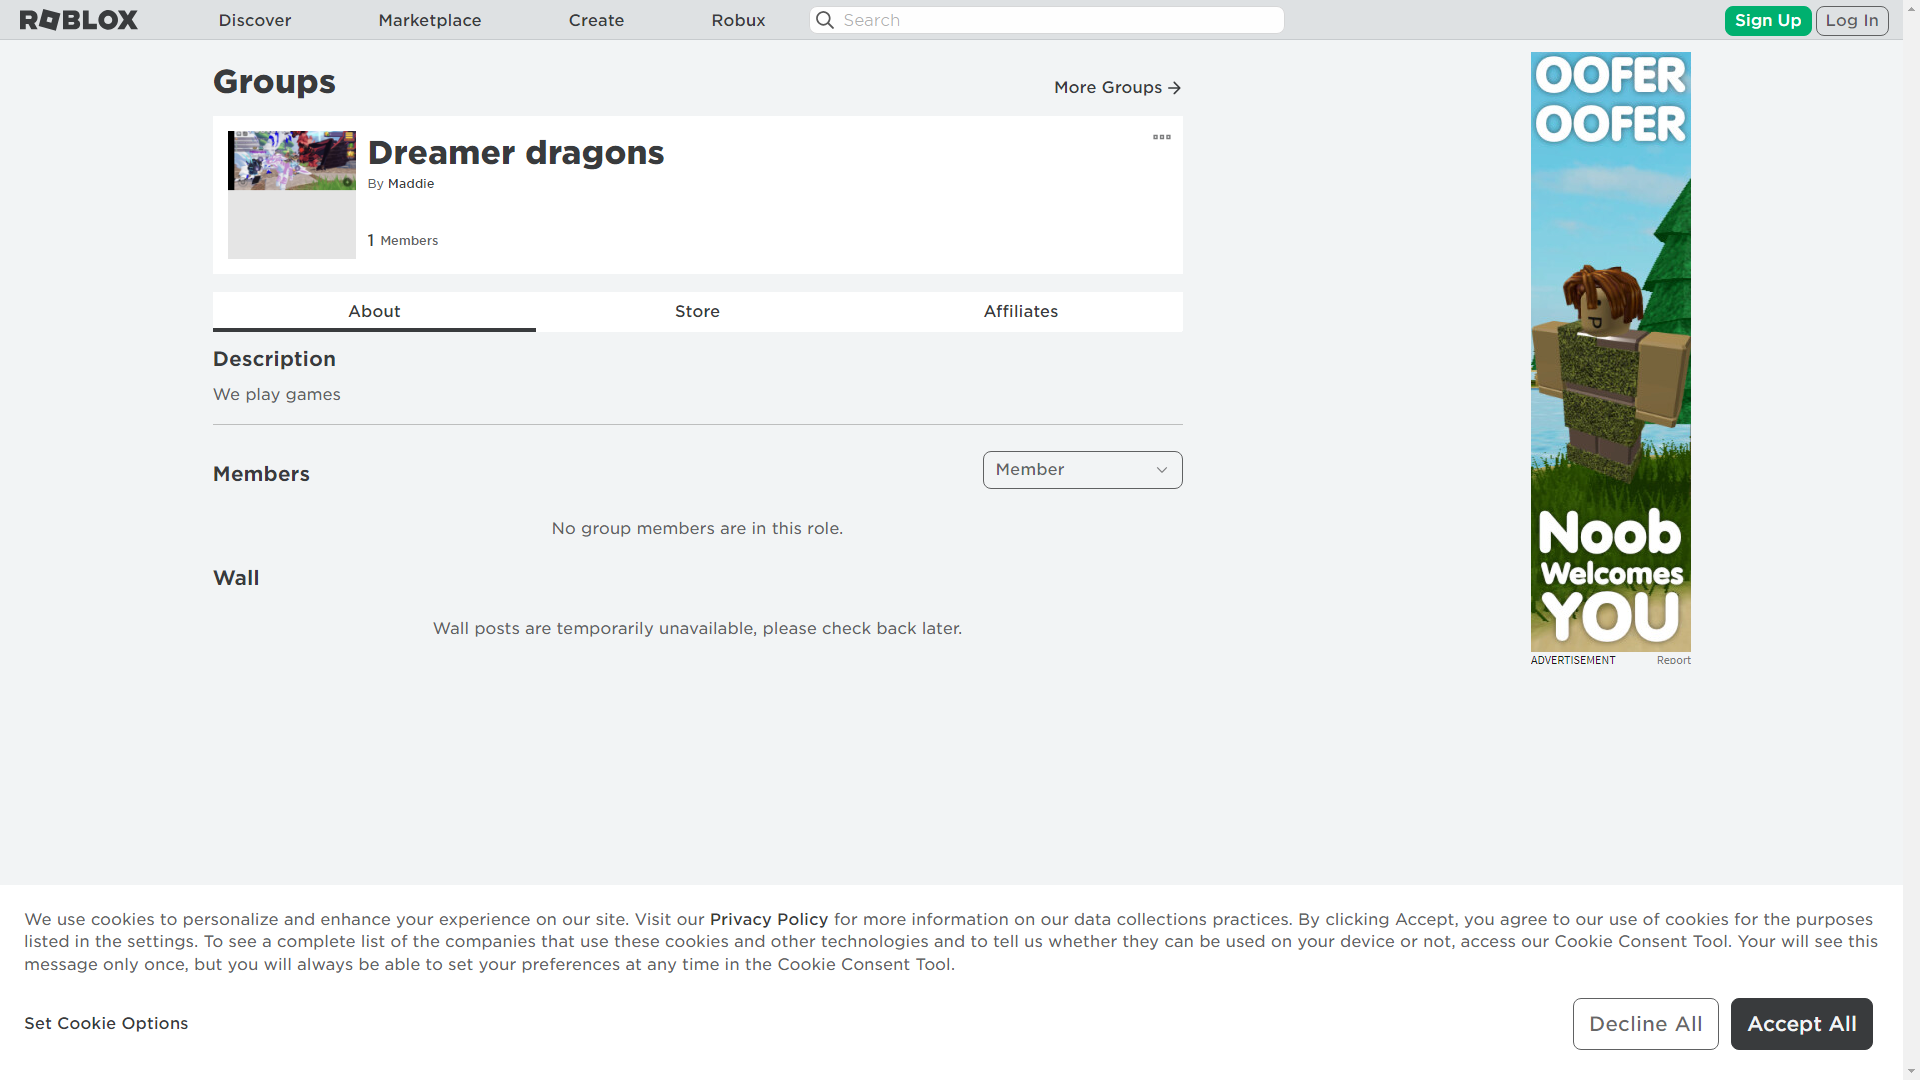 ROBLOX
Discover
Marketplace
Create
Robux
Search
Sign Up
Log In
Groups
More Groups
Dreamer dragons
By Maddie
1 Members
About
Store
Affiliates
Description
We play games
Members
Member
No group members are in this role.
Wall
Wall posts are temporarily unavailable, please check back later.
OOFER
OOFER
Noob
Welcomes
YOU
ADVERTISEMENT
Report
We use cookies to personalize and enhance your experience on our site. Visit our Privacy Policy for more information on our data collections practices. By clicking Accept, you agree to our use of cookies for the purposes
listed in the settings. To see a complete list of the companies that use these cookies and other technologies and to tell us whether they can be used on your device or not, access our Cookie Consent Tool. Your will see this
message only once, but you will always be able to set your preferences at any time in the Cookie Consent Tool.
Set Cookie Options
Decline All
Accept All